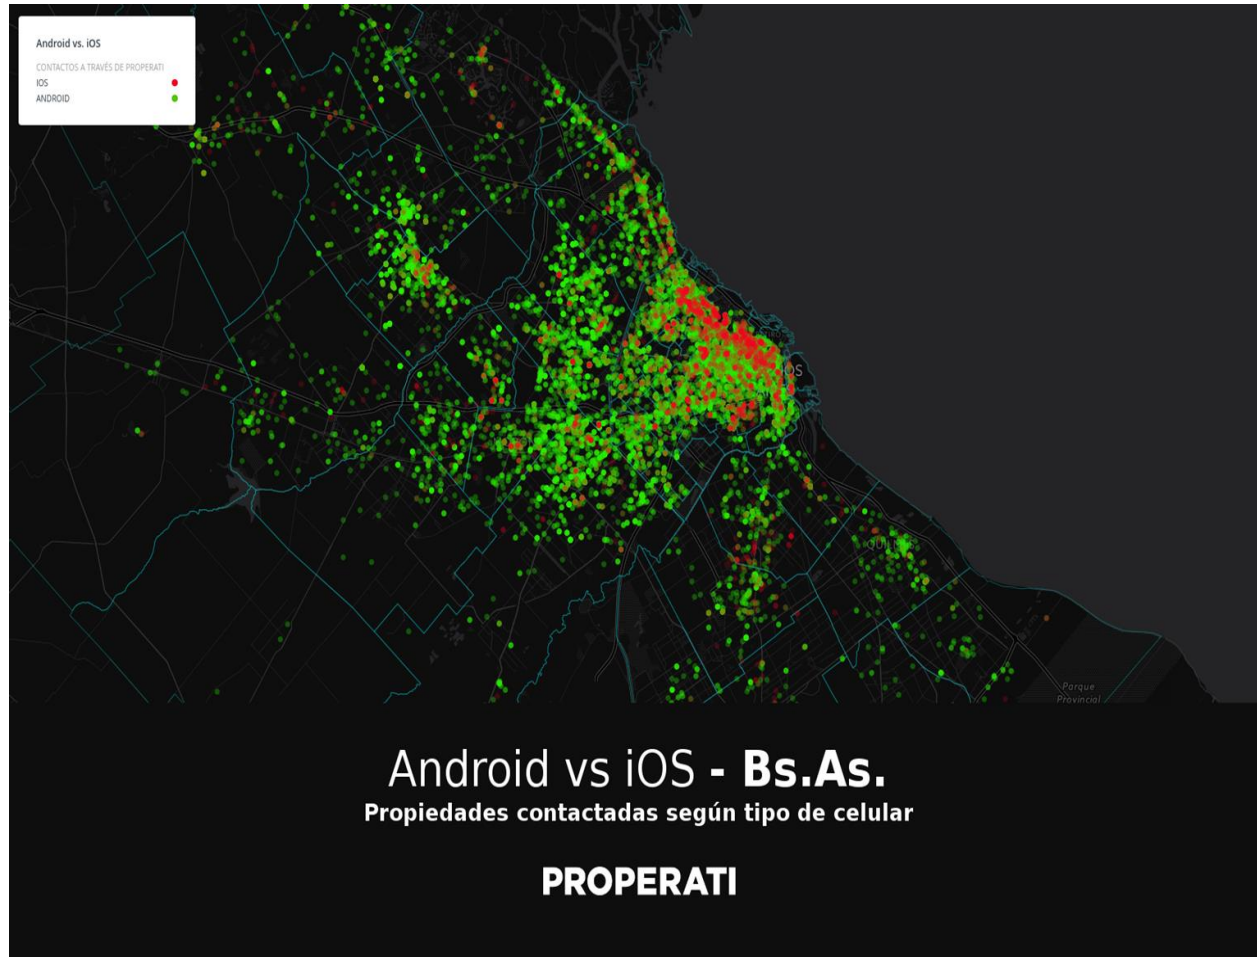 Android vs. iOS
CONTACTOS A TRAVÉS DE PROPERATI
IOS
ANDROID
OS
Parque
Provincial
Android vs iOS - Bs.As.
Propiedades contactadas según tipo de celular
PROPERATI